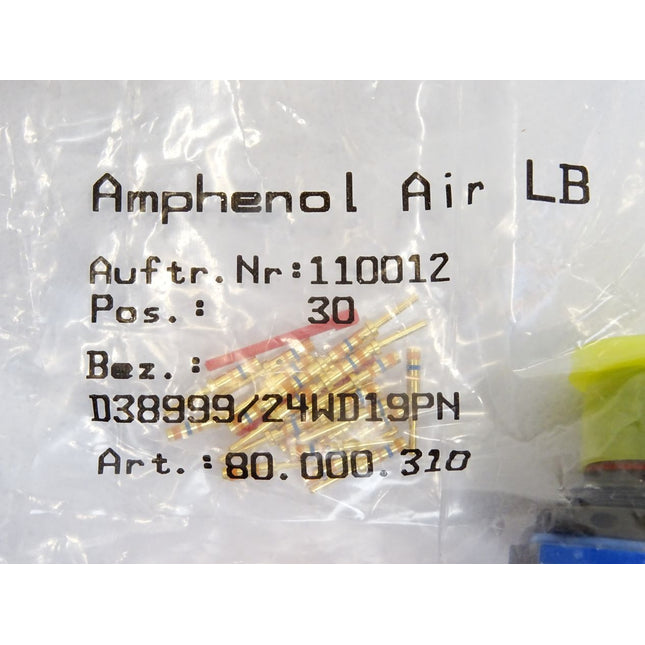 Amphenol Air LB
Auftr.Nr:110012
Pos.: 30
Bez.:
D38999/24WD19PN
Art.:80.000.310